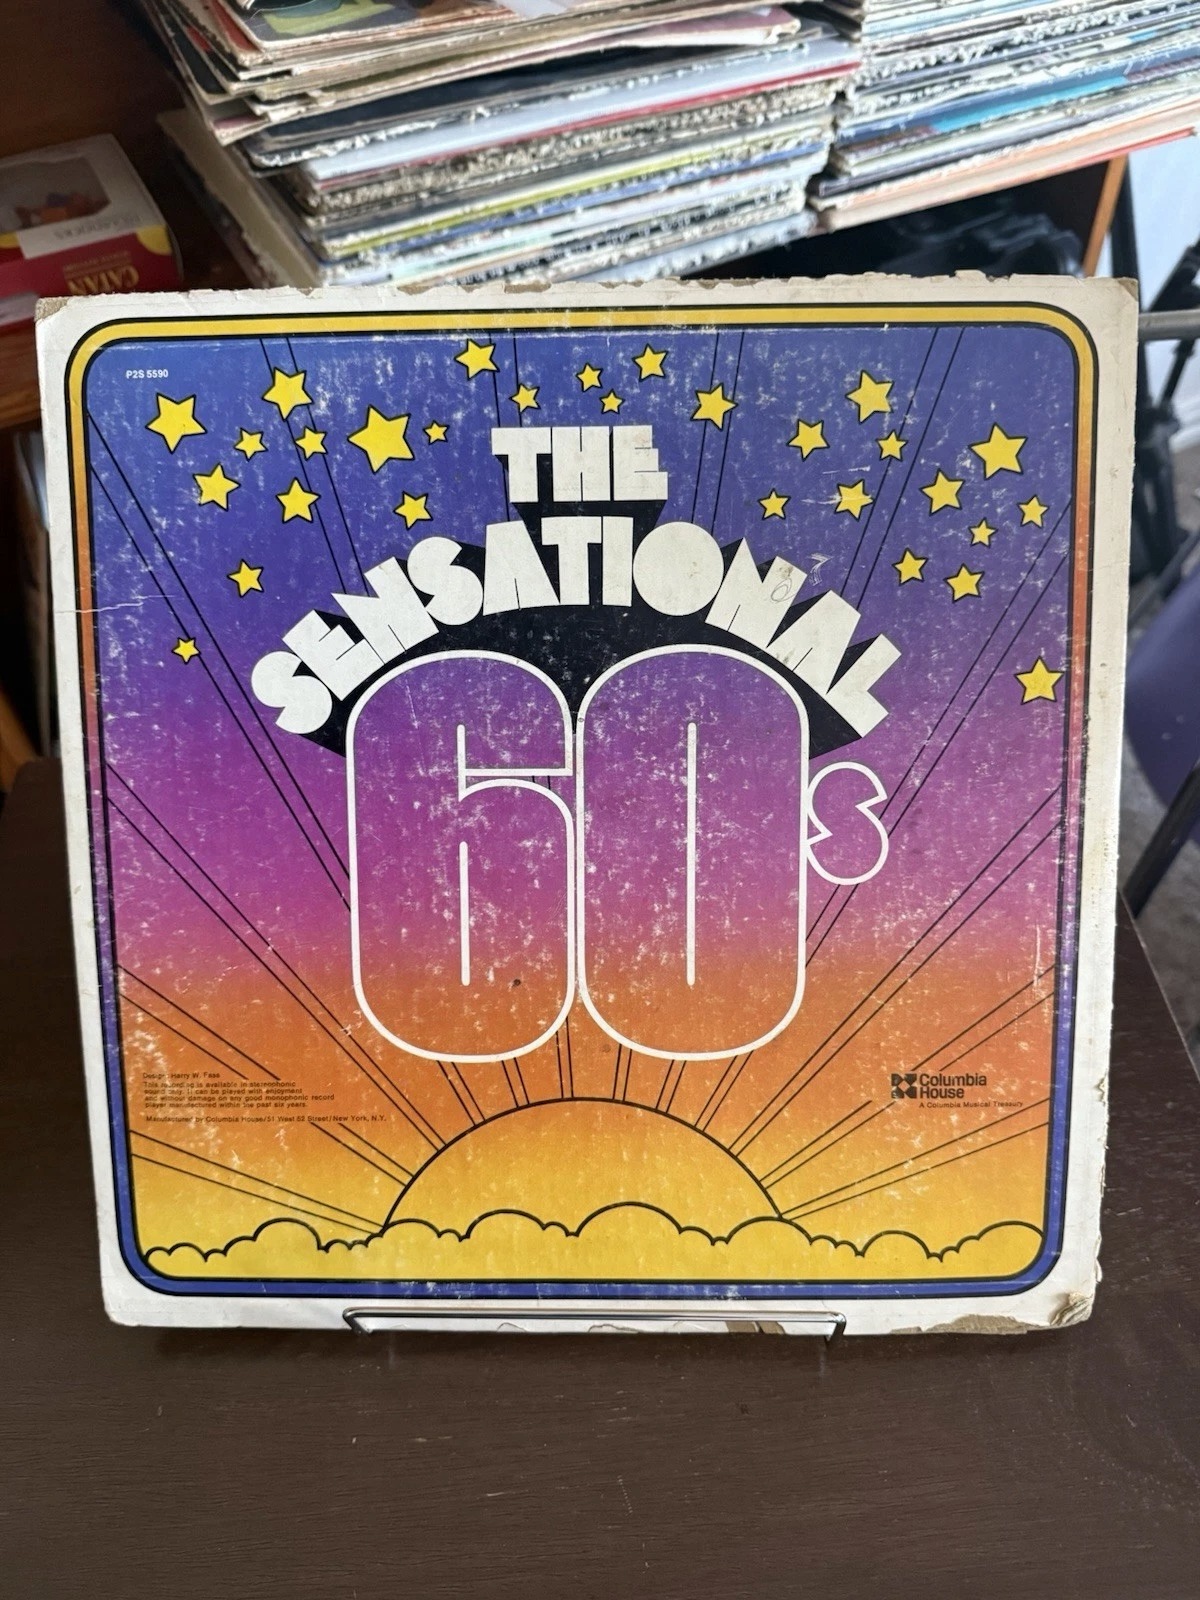 CATAN
P2S 5590
THE
SENSATIONAL
60s
Design: Harry W. Fass
This recording is available in stereophonic
sound only. It can be played with enjoyment
and without damage on any good monophonic record
player manufactured within the past six years.
Manufactured by Columbia House/51 West 52 Street/New York, N.Y.
Columbia
House
A Columbia Musical Treasury